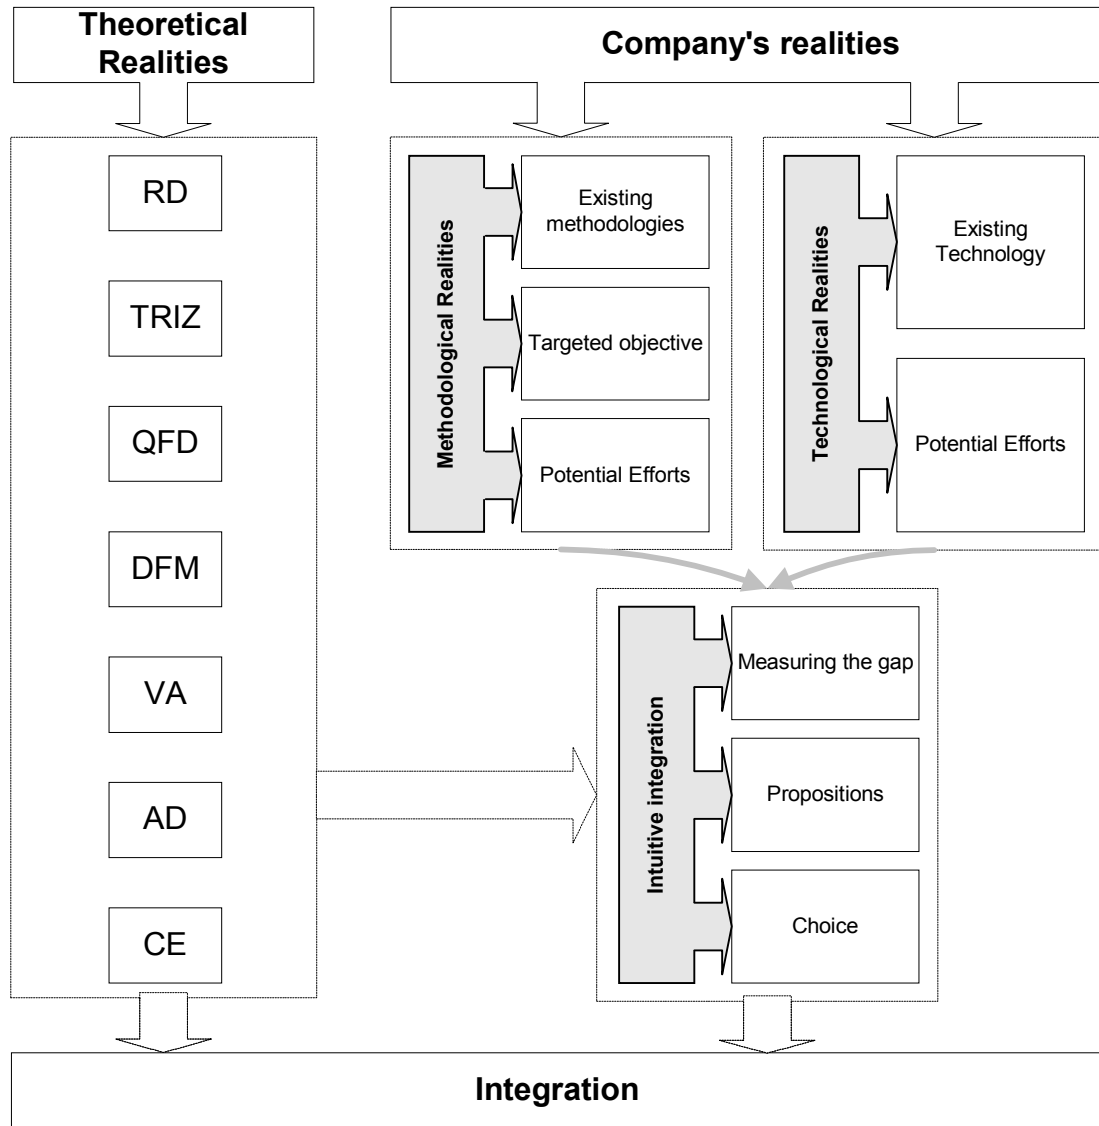 Theoretical
Realities
Company's realities
RD
TRIZ
QFD
DFM
VA
AD
CE
Methodological Realities
Existing
methodologies
Targeted objective
Potential Efforts
Technological Realities
Existing
Technology
Potential Efforts
Intuitive integration
Measuring the gap
Propositions
Choice
Integration